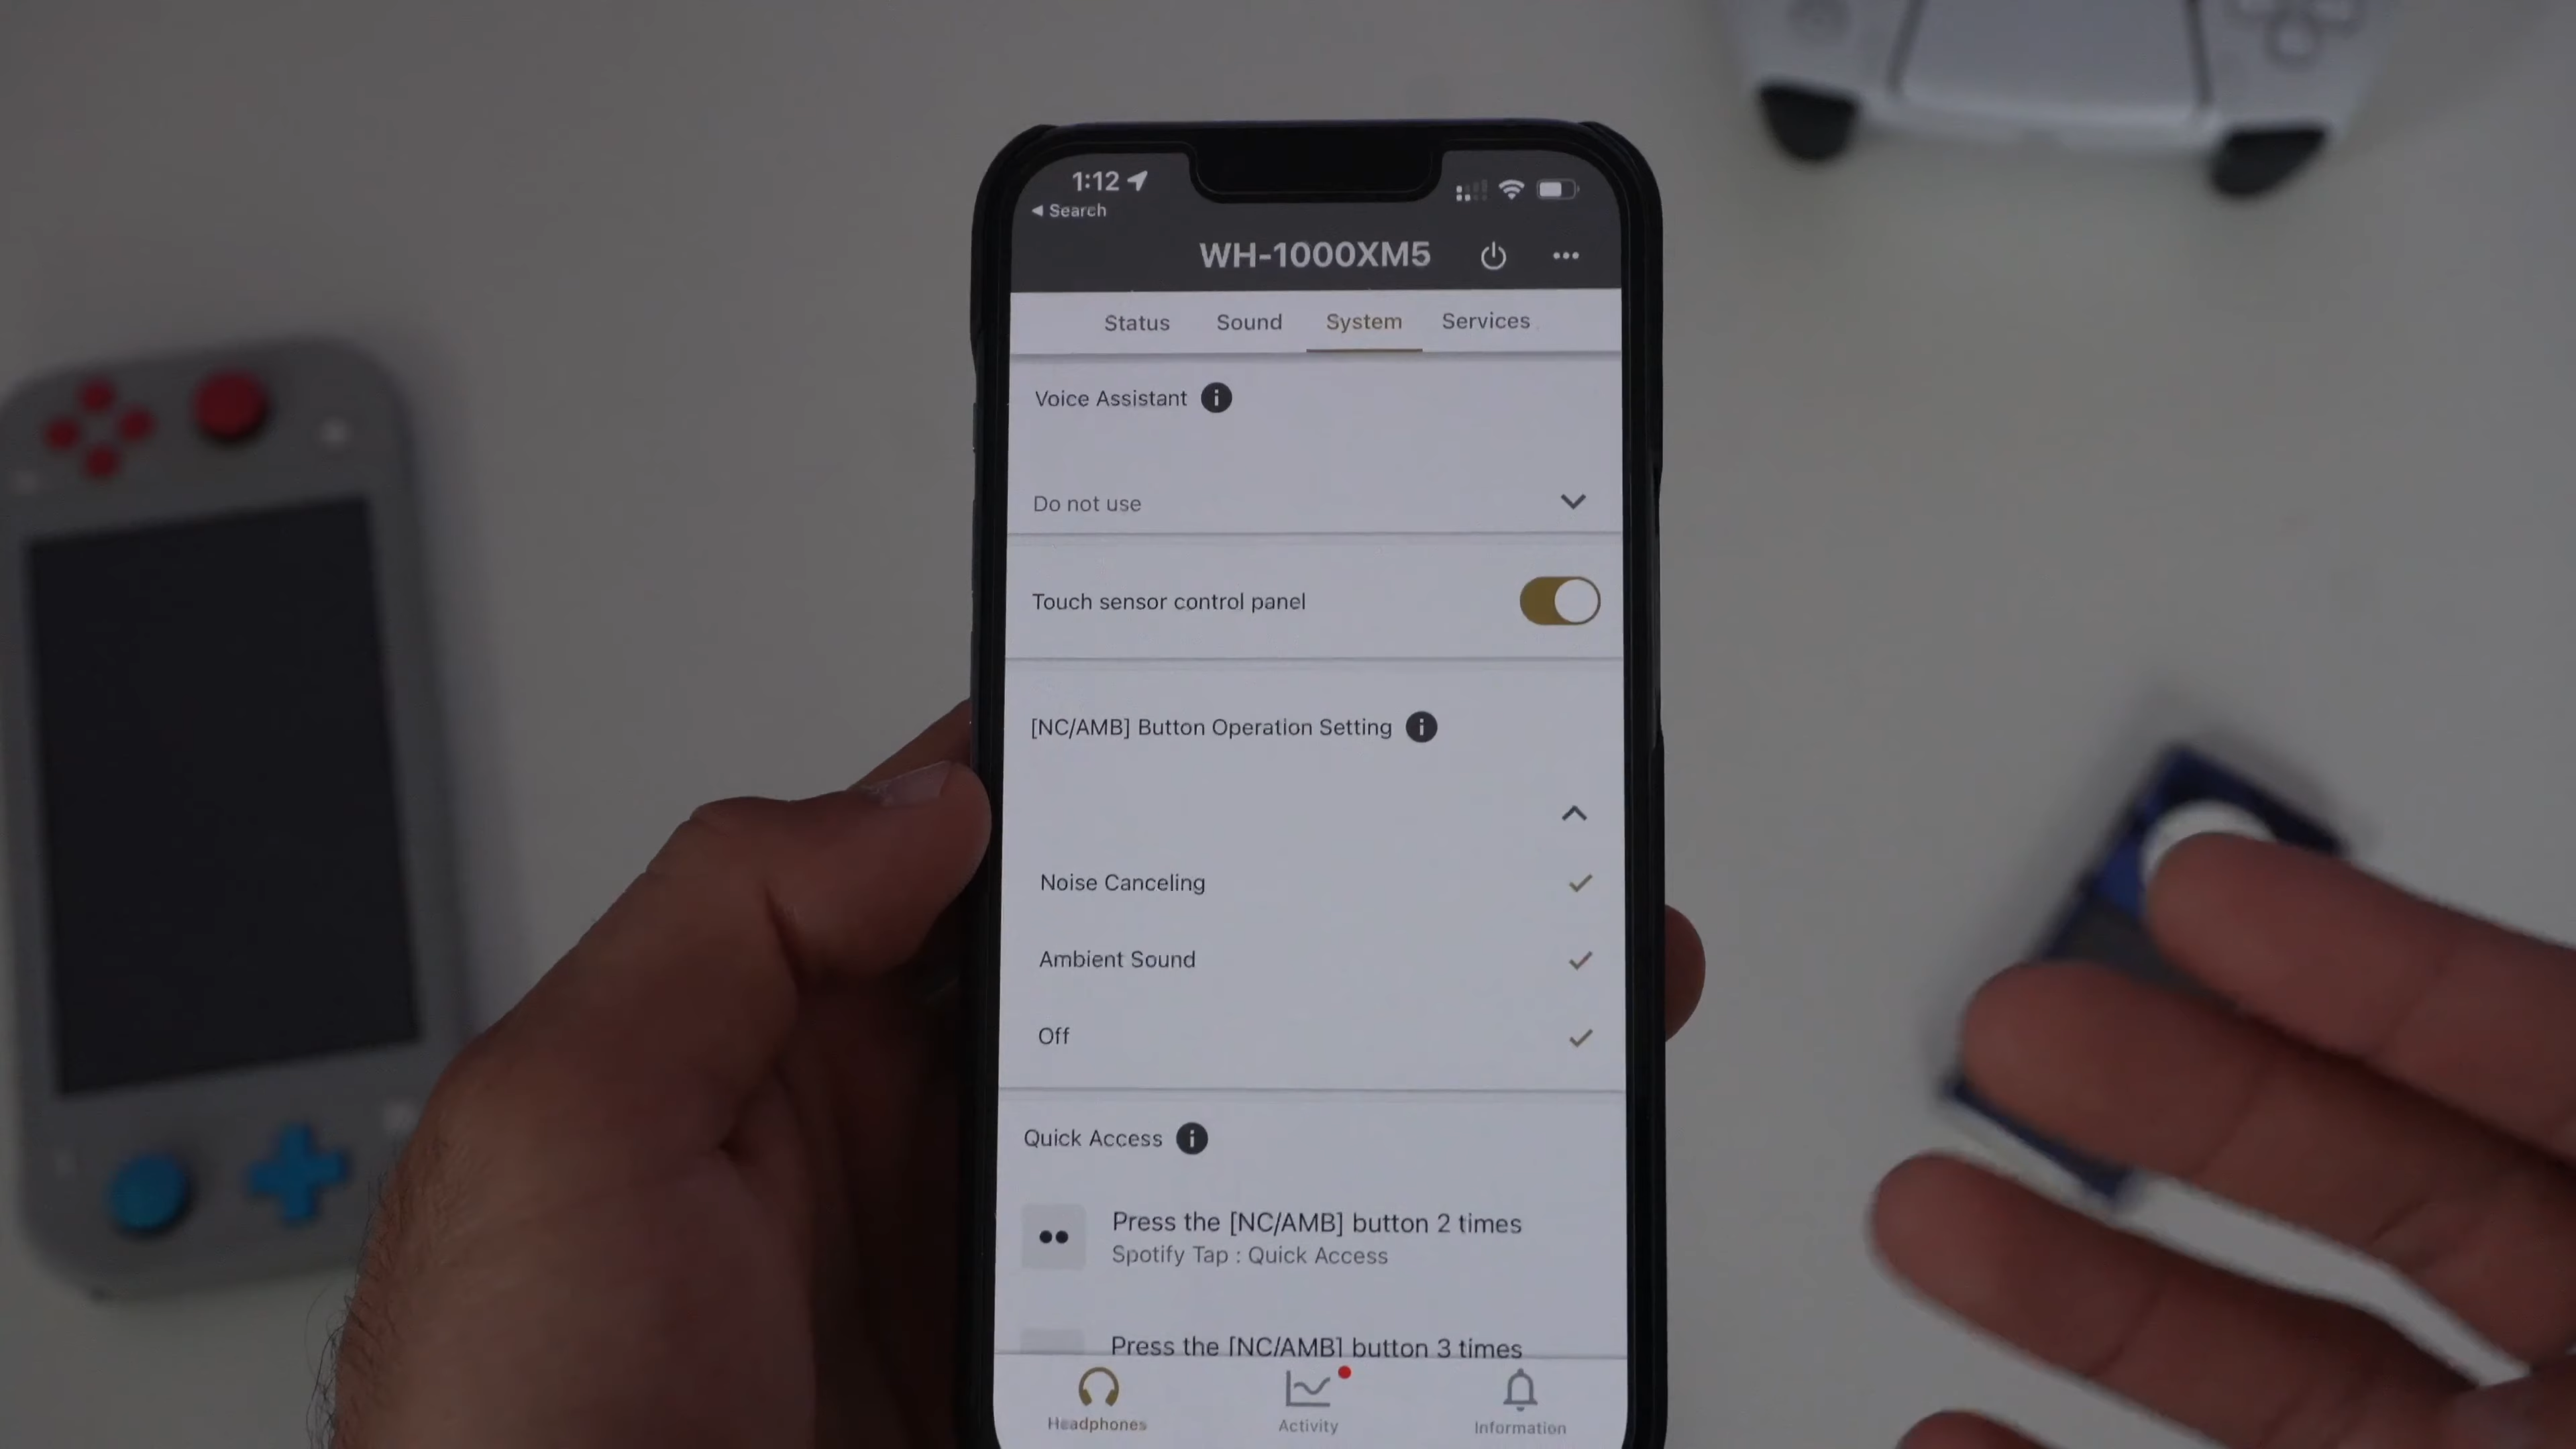 1:12
Search
WH-1000XM5
Status Sound System Services
Voice Assistant
Do not use
Touch sensor control panel
[NC/AMB] Button Operation Setting
Noise Canceling
Ambient Sound
Off
Quick Access
Press the [NC/AMB] button 2 times
Spotify Tap : Quick Access
Press the [NC/AMB] button 3 times
Headphones Activity Information